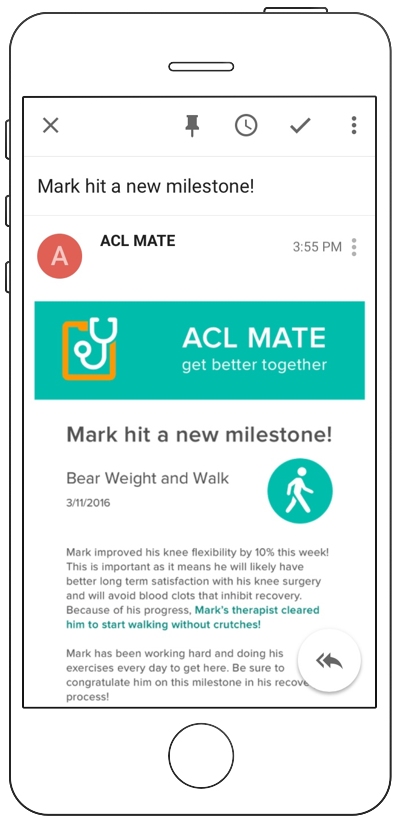 Mark hit a new milestone!
A
ACL MATE
3:55 PM
ACL MATE
get better together
Mark hit a new milestone!
Bear Weight and Walk
3/11/2016
Mark improved his knee flexibility by 10% this week!
This is important as it means he will likely have
better long term satisfaction with his knee surgery
and will avoid blood clots that inhibit recovery.
Because of his progress, Mark's therapist cleared
him to start walking without crutches!
Mark has been working hard and doing his
exercises every day to get here. Be sure to
congratulate him on this milestone in his recove
process!